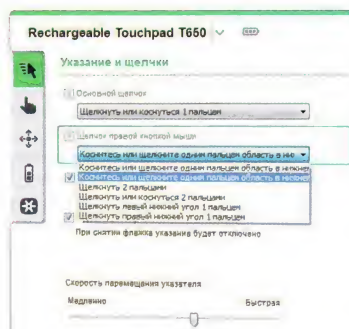 Rechargeable Touchpad T650
Указание и щелчки
Основной щелчок
Щелкнуть или коснуться 1 пальцем
Щелчок правой кнопкой мыши
Коснитесь или щелкните одним пальцем область в ниж
Коснитесь или щелкните одним пальцем область в нижнем
Коснитесь или щелкните одним пальцем область в нижнем
Щелкнуть 2 пальцами
Щелкнуть или коснуться 2 пальцами
Щелкнуть левый нижний угол 1 пальцем
Щелкнуть правый нижний угол 1 пальцем
При снятии флажка указание будет отключено
Скорость перемещения указателя
Медленно
Быстрая